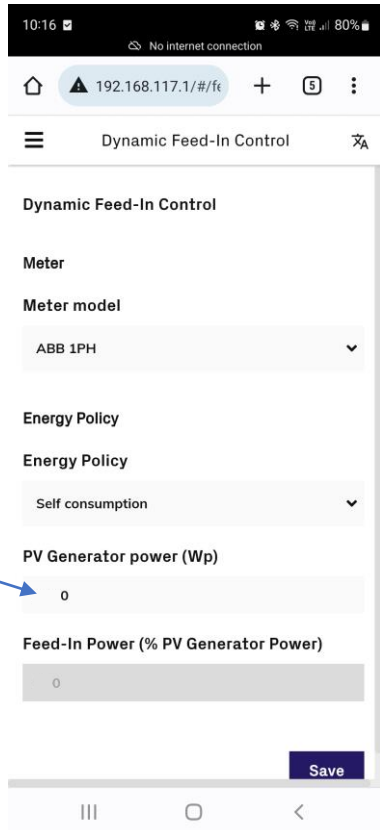 10:16 80%
No internet connection
192.168.117.1/#/fe + 5
Dynamic Feed-In Control
Dynamic Feed-In Control
Meter
Meter model
ABB 1PH
Energy Policy
Energy Policy
Self consumption
PV Generator power (Wp)
0
Feed-In Power (% PV Generator Power)
0
Save